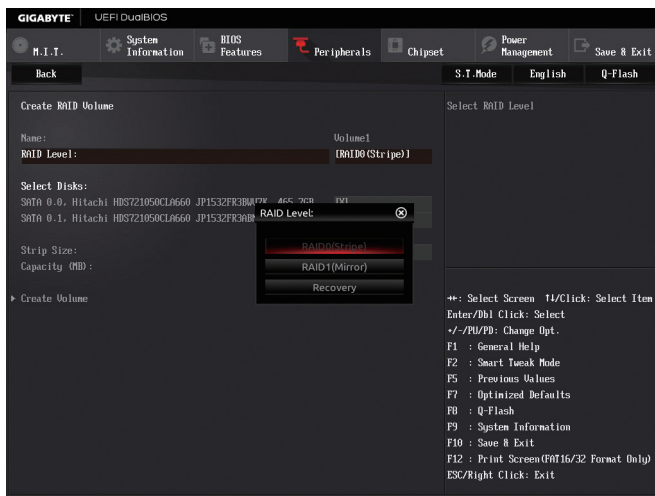 GIGABYTE™ UEFI DualBIOS
M.I.T. System Information BIOS Features Peripherals Chipset Power Management Save & Exit
Back S.T.Mode English Q-Flash
Create RAID Volume Select RAID Level
Name: Volume1
RAID Level: [RAID0(Stripe)]
Select Disks:
SATA 0.0, Hitachi HDS721050CLA660 465.2GB [X]
SATA 0.1, Hitachi HDS721050CLA660
RAID Level:
RAID0(Stripe)
RAID1(Mirror)
Recovery
Strip Size:
Capacity (MB):
Create Volume
→←: Select Screen ↑↓/Click: Select Item
Enter/Dbl Click: Select
+/-/PU/PD: Change Opt.
F1 : General Help
F2 : Smart Tweak Mode
F5 : Previous Values
F7 : Optimized Defaults
F8 : Q-Flash
F9 : System Information
F10 : Save & Exit
F12 : Print Screen(FAT16/32 Format Only)
ESC/Right Click: Exit